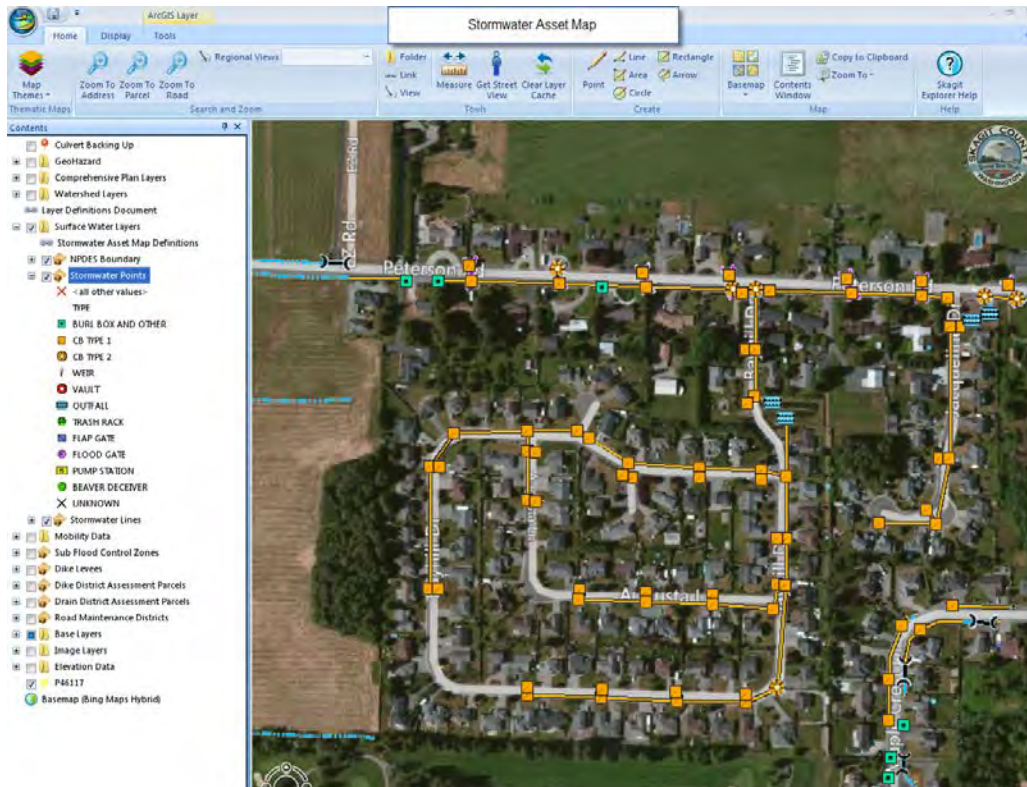 Stormwater Asset Map
ArcGIS Layer
Home Display Tools
Map Themes
Zoom To Address
Zoom To Parcel
Zoom To Road
Regional Views
Folder
Link
View
Measure
Get Street View
Clear Layer Cache
Point
Line
Area
Circle
Rectangle
Arrow
Basemap
Contents Window
Copy to Clipboard
Zoom To
Skagit Explorer Help
Thematic Maps
Search and Zoom
Tools
Create
Map
Help
Contents
Culvert Backing Up
GeoHazard
Comprehensive Plan Layers
Watershed Layers
Layer Definitions Document
Surface Water Layers
Stormwater Asset Map Definitions
NPDES Boundary
Stormwater Points
<all other values>
TYPE
BURL BOX AND OTHER
CB TYPE 1
CB TYPE 2
WEIR
VAULT
OUTFALL
TRASH RACK
FLAP GATE
FLOOD GATE
PUMP STATION
BEAVER DECEIVER
UNKNOWN
Stormwater Lines
Mobility Data
Sub Flood Control Zones
Dike Levees
Dike District Assessment Parcels
Drain District Assessment Parcels
Road Maintenance Districts
Base Layers
Image Layers
Elevation Data
P46117
Basemap (Bing Maps Hybrid)
SKAGIT COUNTY
WASHINGTON
Peterson Rd